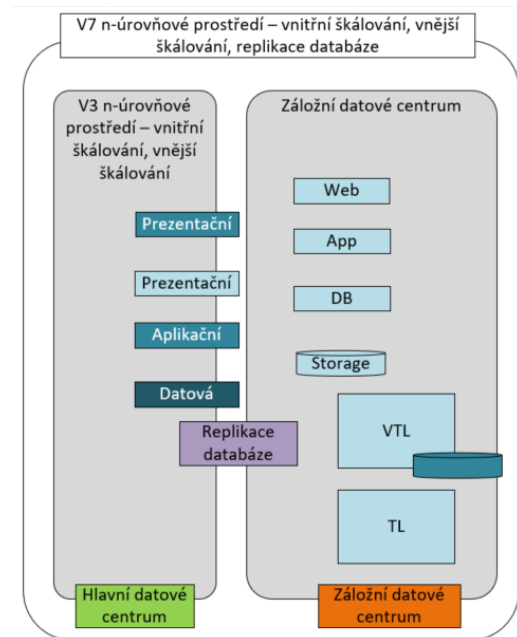 V7 n-úrovňové prostředí – vnitřní škálování, vnější
škálování, replikace databáze
V3 n-úrovňové
prostředí – vnitřní
škálování, vnější
škálování
Prezentační
Prezentační
Aplikační
Datová
Replikace
databáze
Hlavní datové
centrum
Záložní datové centrum
Web
App
DB
Storage
VTL
TL
Záložní datové
centrum